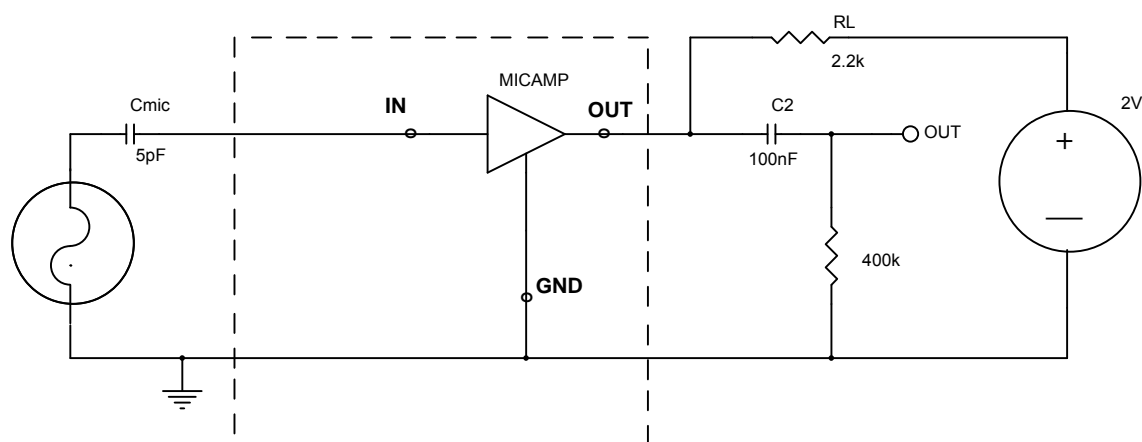 RL
2.2k
MICAMP
Cmic
5pF
IN
OUT
C2
100nF
OUT
2V
+
400k
GND